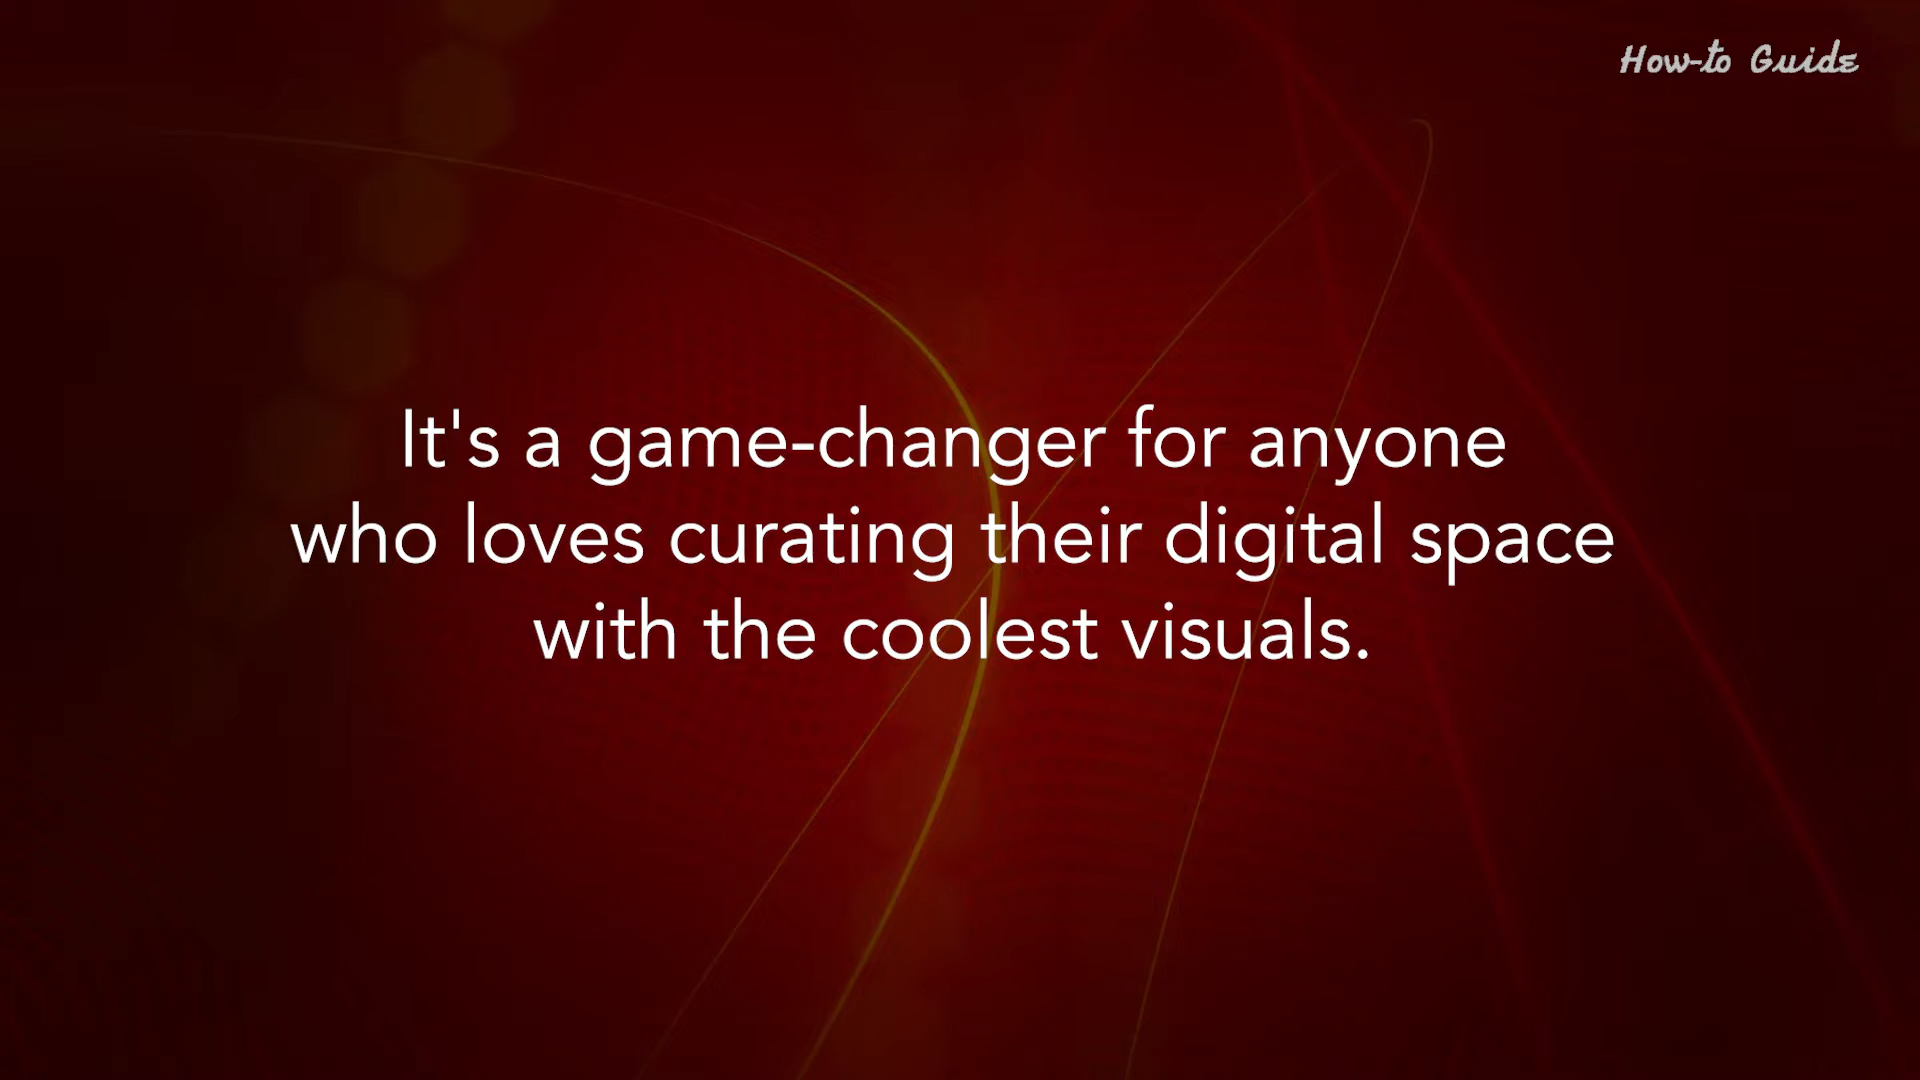 How-to Guide
It's a game-changer for anyone
who loves curating their digital space
with the coolest visuals.